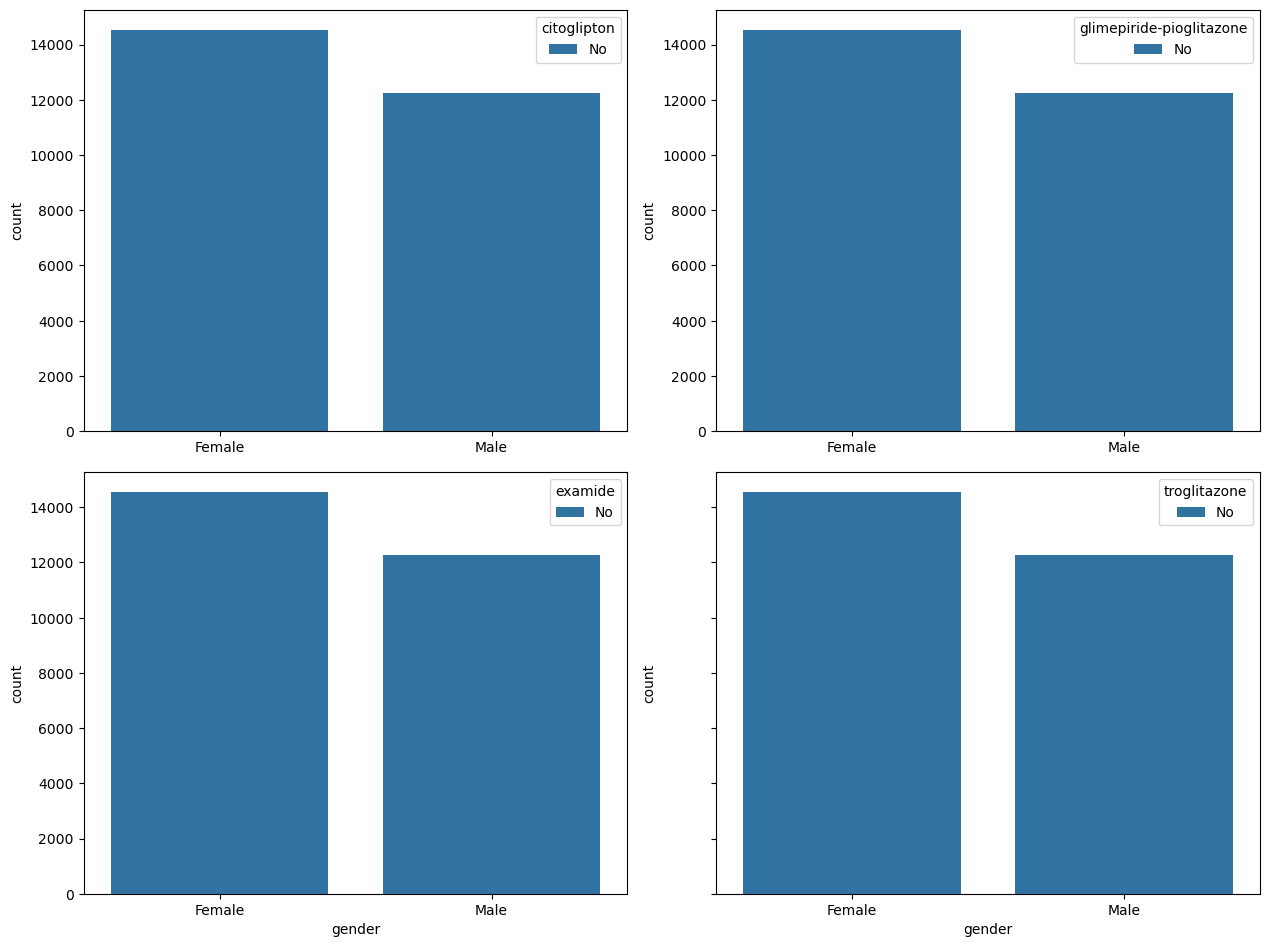 citoglipton
No
14000
12000
10000
8000
6000
4000
2000
0
count
Female Male
glimepiride-pioglitazone
No
14000
12000
10000
8000
6000
4000
2000
0
count
Female Male
examide
No
14000
12000
10000
8000
6000
4000
2000
0
count
Female Male
gender
troglitazone
No
count
Female Male
gender